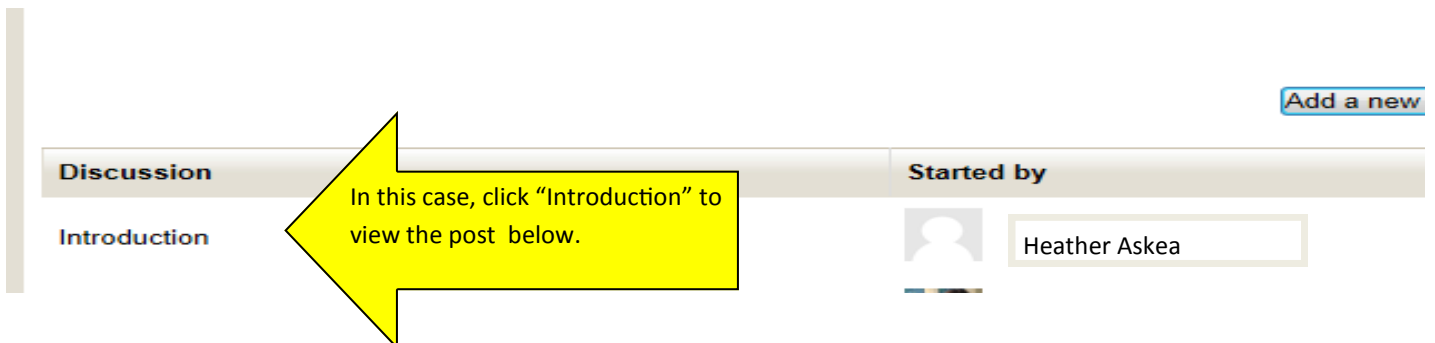 Add a new
Discussion
Started by
In this case, click “Introduction” to
view the post below.
Introduction
Heather Askea